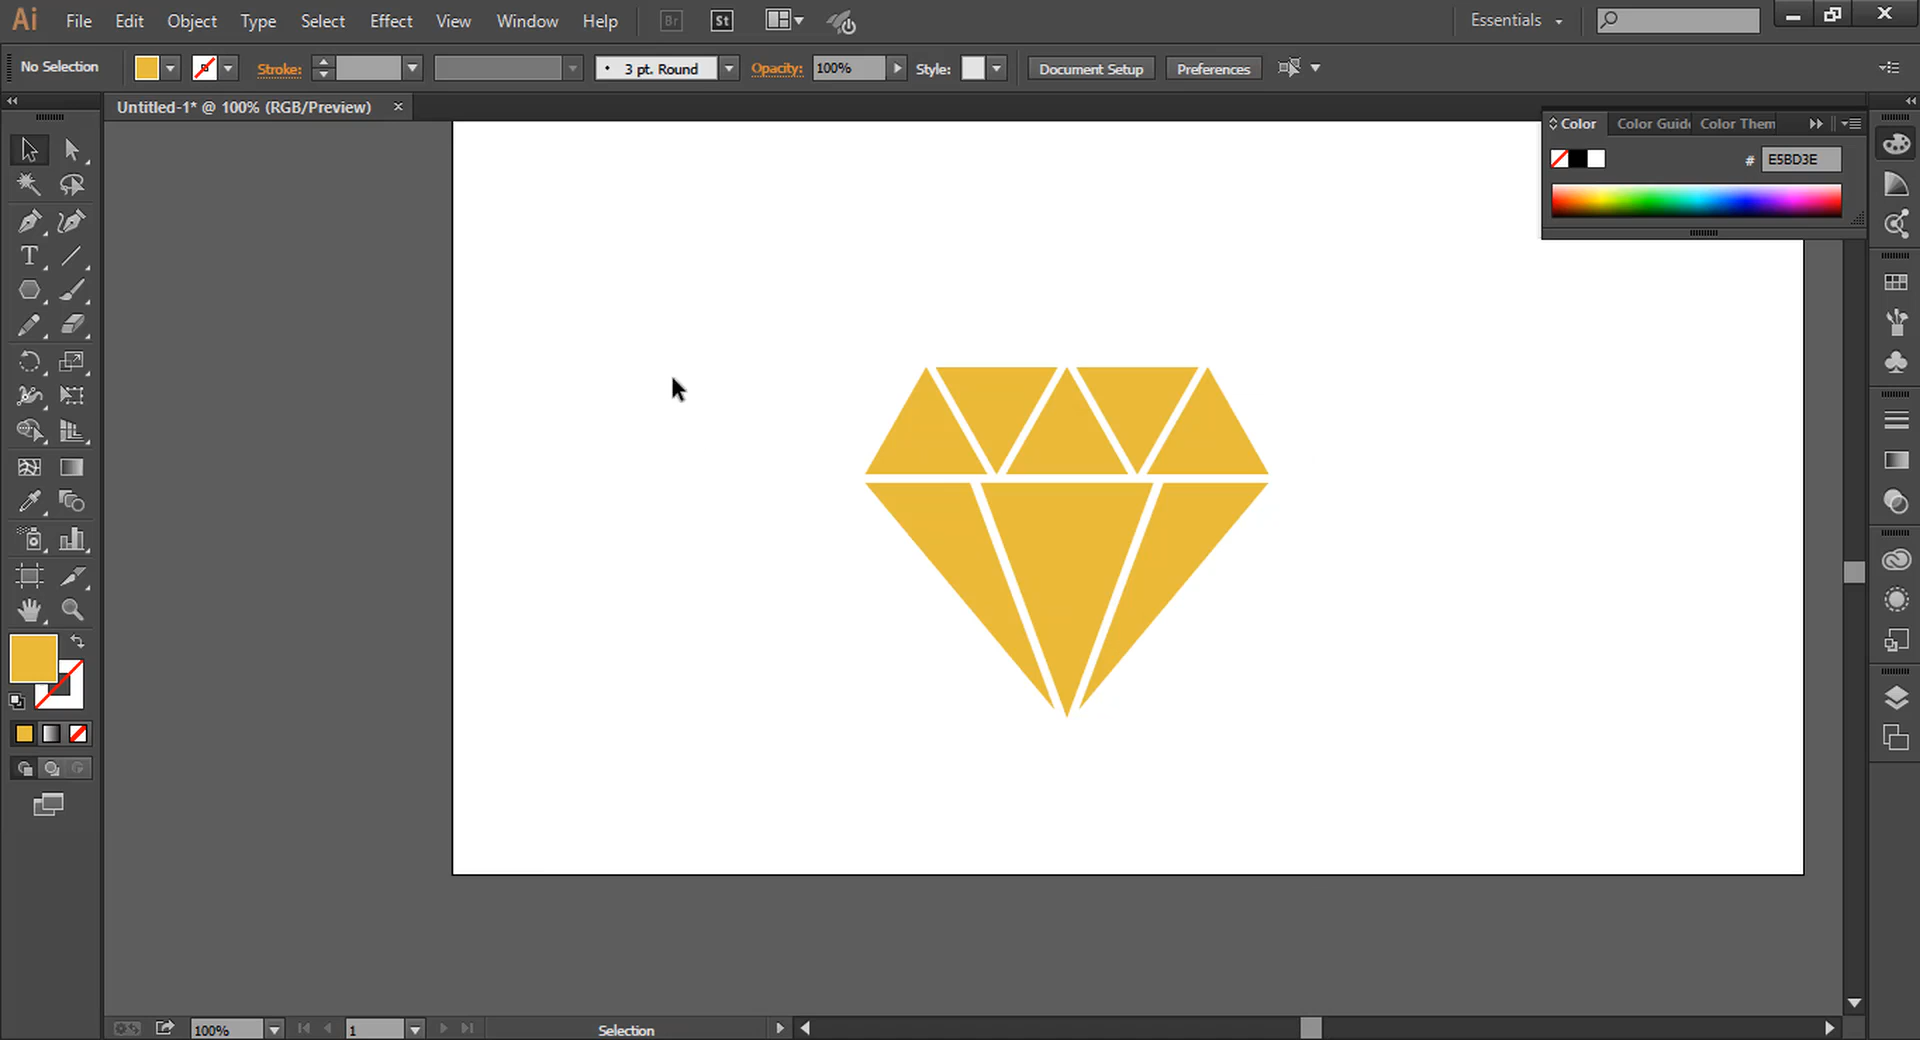 Ai File Edit Object Type Select Effect View Window Help Br St Essentials
No Selection Stroke: 3 pt. Round Opacity: 100% Style: Document Setup Preferences
Untitled-1* @ 100% (RGB/Preview) ×
Color Color Guid Color Them
# E5BD3E
100% 1 Selection